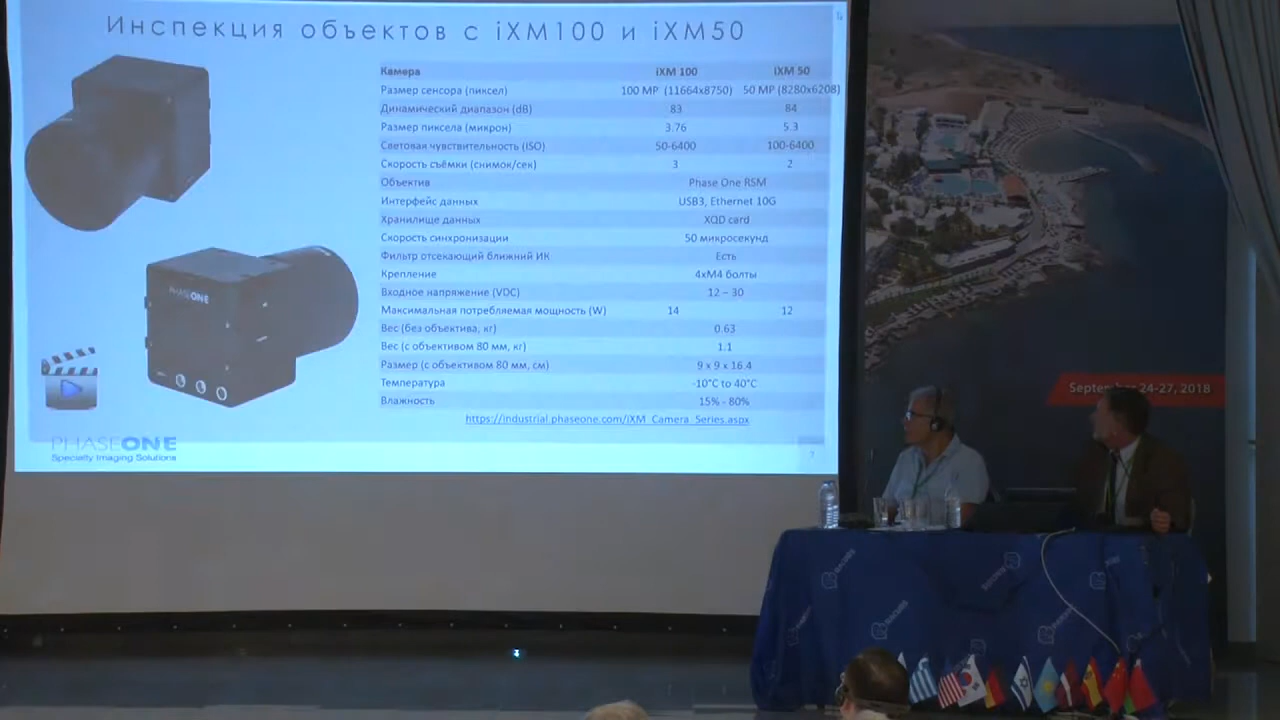 Инспекция объектов с iXM100 и iXM50
Камера iXM 100 iXM 50
Размер сенсора (пиксел) 100 MP (11664x8750) 50 MP (8280x6208)
Динамический диапазон (dB) 83 84
Размер пиксела (микрон) 3.76 5.3
Световая чувствительность (ISO) 50-6400 100-6400
Скорость съёмки (снимок/сек) 3 2
Объектив Phase One RSM
Интерфейс данных USB3, Ethernet 10G
Хранилище данных XQD card
Скорость синхронизации 50 микросекунд
Фильтр отсекающий ближний ИК Есть
Крепление 4xM4 болты
Входное напряжение (VDC) 12 – 30
Максимальная потребляемая мощность (W) 14 12
Вес (без объектива, кг) 0.63
Вес (с объективом 80 мм, кг) 1.1
Размер (с объективом 80 мм, см) 9 x 9 x 16.4
Температура -10°C to 40°C
Влажность 15% - 80%
https://industrial.phaseone.com/iXM_Camera_Series.aspx
PHASEONE
PHASEONE
Specialty Imaging Solutions
7
September 24-27, 2018
RACURS
RACURS
RACURS
RACURS